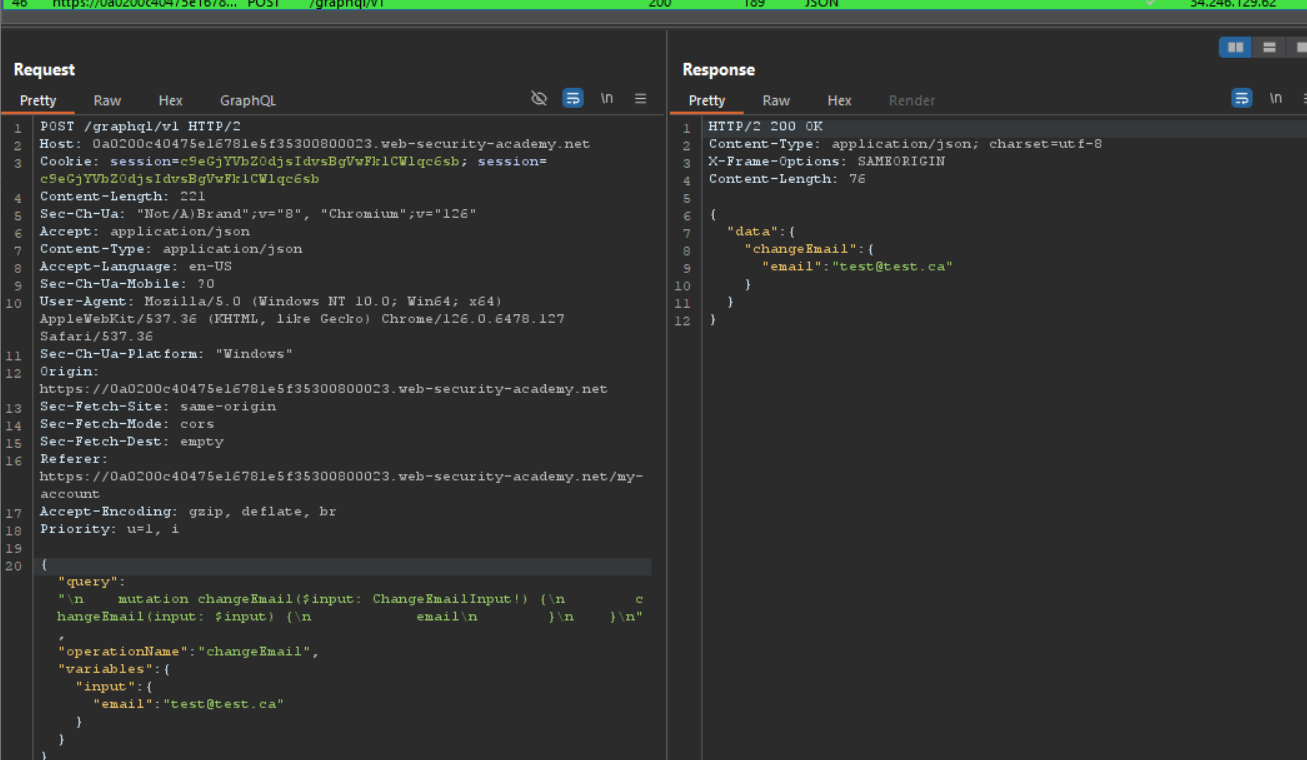 46 https://0a0200c40475e1678... POST /graphql/v1 200 189 JSON 34.246.129.62
Request
Pretty Raw Hex GraphQL \n
1 POST /graphql/v1 HTTP/2
2 Host: 0a0200c40475e16781e5f35300800023.web-security-academy.net
3 Cookie: session=c9eGjYVbZ0djsIdvsBgVwFk1CW1qc6sb; session=
c9eGjYVbZ0djsIdvsBgVwFk1CW1qc6sb
4 Content-Length: 221
5 Sec-Ch-Ua: "Not/A)Brand";v="8", "Chromium";v="126"
6 Accept: application/json
7 Content-Type: application/json
8 Accept-Language: en-US
9 Sec-Ch-Ua-Mobile: ?0
10 User-Agent: Mozilla/5.0 (Windows NT 10.0; Win64; x64)
AppleWebKit/537.36 (KHTML, like Gecko) Chrome/126.0.6478.127
Safari/537.36
11 Sec-Ch-Ua-Platform: "Windows"
12 Origin:
https://0a0200c40475e16781e5f35300800023.web-security-academy.net
13 Sec-Fetch-Site: same-origin
14 Sec-Fetch-Mode: cors
15 Sec-Fetch-Dest: empty
16 Referer:
https://0a0200c40475e16781e5f35300800023.web-security-academy.net/my-
account
17 Accept-Encoding: gzip, deflate, br
18 Priority: u=1, i
19
20 {
"query":
"\n    mutation changeEmail($input: ChangeEmailInput!) {\n        c
hangeEmail(input: $input) {\n            email\n        }\n    }\n"
,
"operationName":"changeEmail",
"variables":{
"input":{
"email":"test@test.ca"
}
}
}
Response
Pretty Raw Hex Render \n
1 HTTP/2 200 OK
2 Content-Type: application/json; charset=utf-8
3 X-Frame-Options: SAMEORIGIN
4 Content-Length: 76
5
6 {
7 "data":{
8 "changeEmail":{
9 "email":"test@test.ca"
10 }
11 }
12 }